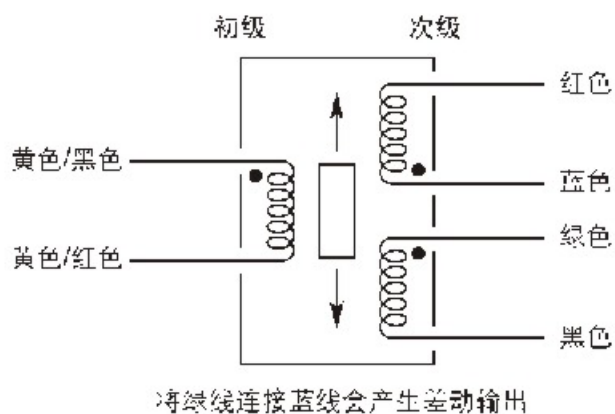 初级 次级
红色
黄色/黑色
蓝色
绿色
黄色/红色
黑色
将绿线连接蓝线会产生差动输出